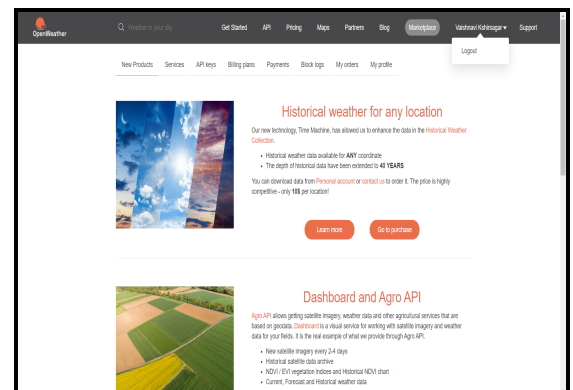 OpenWeather
Weather in your city
Get Started
API
Pricing
Maps
Partners
Blog
Marketplace
Vaishnavi Kshirsagar
Support
Logout
New Products
Services
API keys
Billing plans
Payments
Block logs
My orders
My profile
Historical weather for any location
Our new technology, Time Machine, has allowed us to enhance the data in the Historical Weather
Collection.
• Historical weather data available for ANY coordinate
• The depth of historical data have been extended to 40 YEARS
You can download data from Personal account or contact us to order it. The price is highly
competitive - only 10$ per location!
Learn more
Go to purchase
Dashboard and Agro API
Agro API allows getting satellite imagery, weather data and other agricultural services that are
based on geodata. Dashboard is a visual service for working with satellite imagery and weather
data for your fields. It is the real example of what we provide through Agro API.
• New satellite imagery every 2-4 days
• Historical satellite data archive
• NDVI / EVI vegetation indices and Historical NDVI chart
• Current, Forecast and Historical weather data